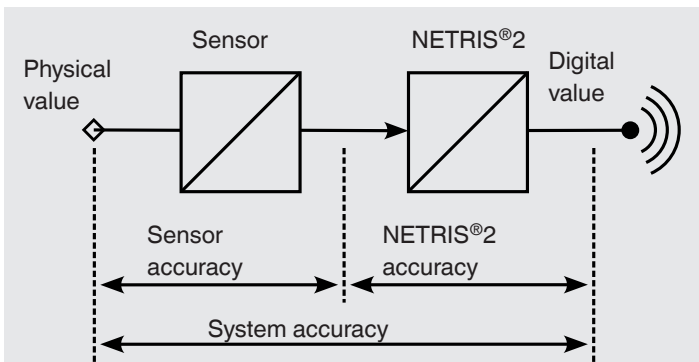 Sensor
NETRIS®2
Physical
value
Digital
value
Sensor
accuracy
NETRIS®2
accuracy
System accuracy